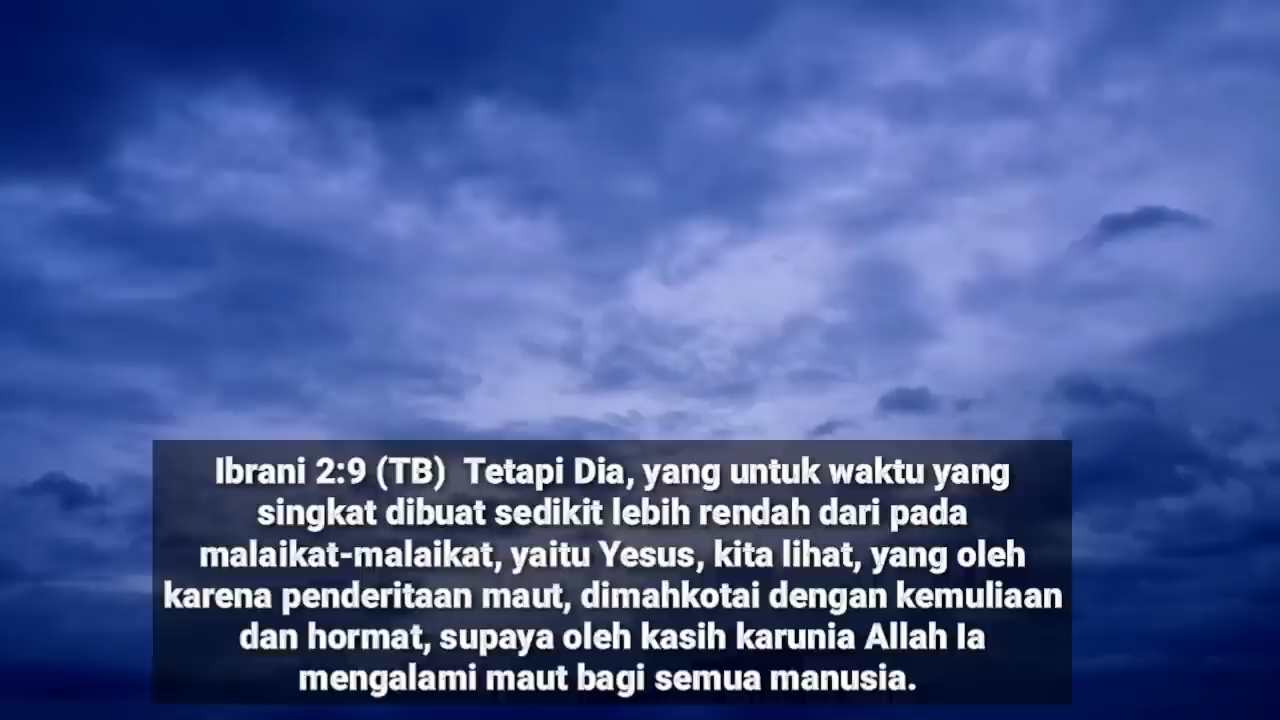 Ibrani 2:9 (TB)  Tetapi Dia, yang untuk waktu yang
singkat dibuat sedikit lebih rendah dari pada
malaikat-malaikat, yaitu Yesus, kita lihat, yang oleh
karena penderitaan maut, dimahkotai dengan kemuliaan
dan hormat, supaya oleh kasih karunia Allah Ia
mengalami maut bagi semua manusia.